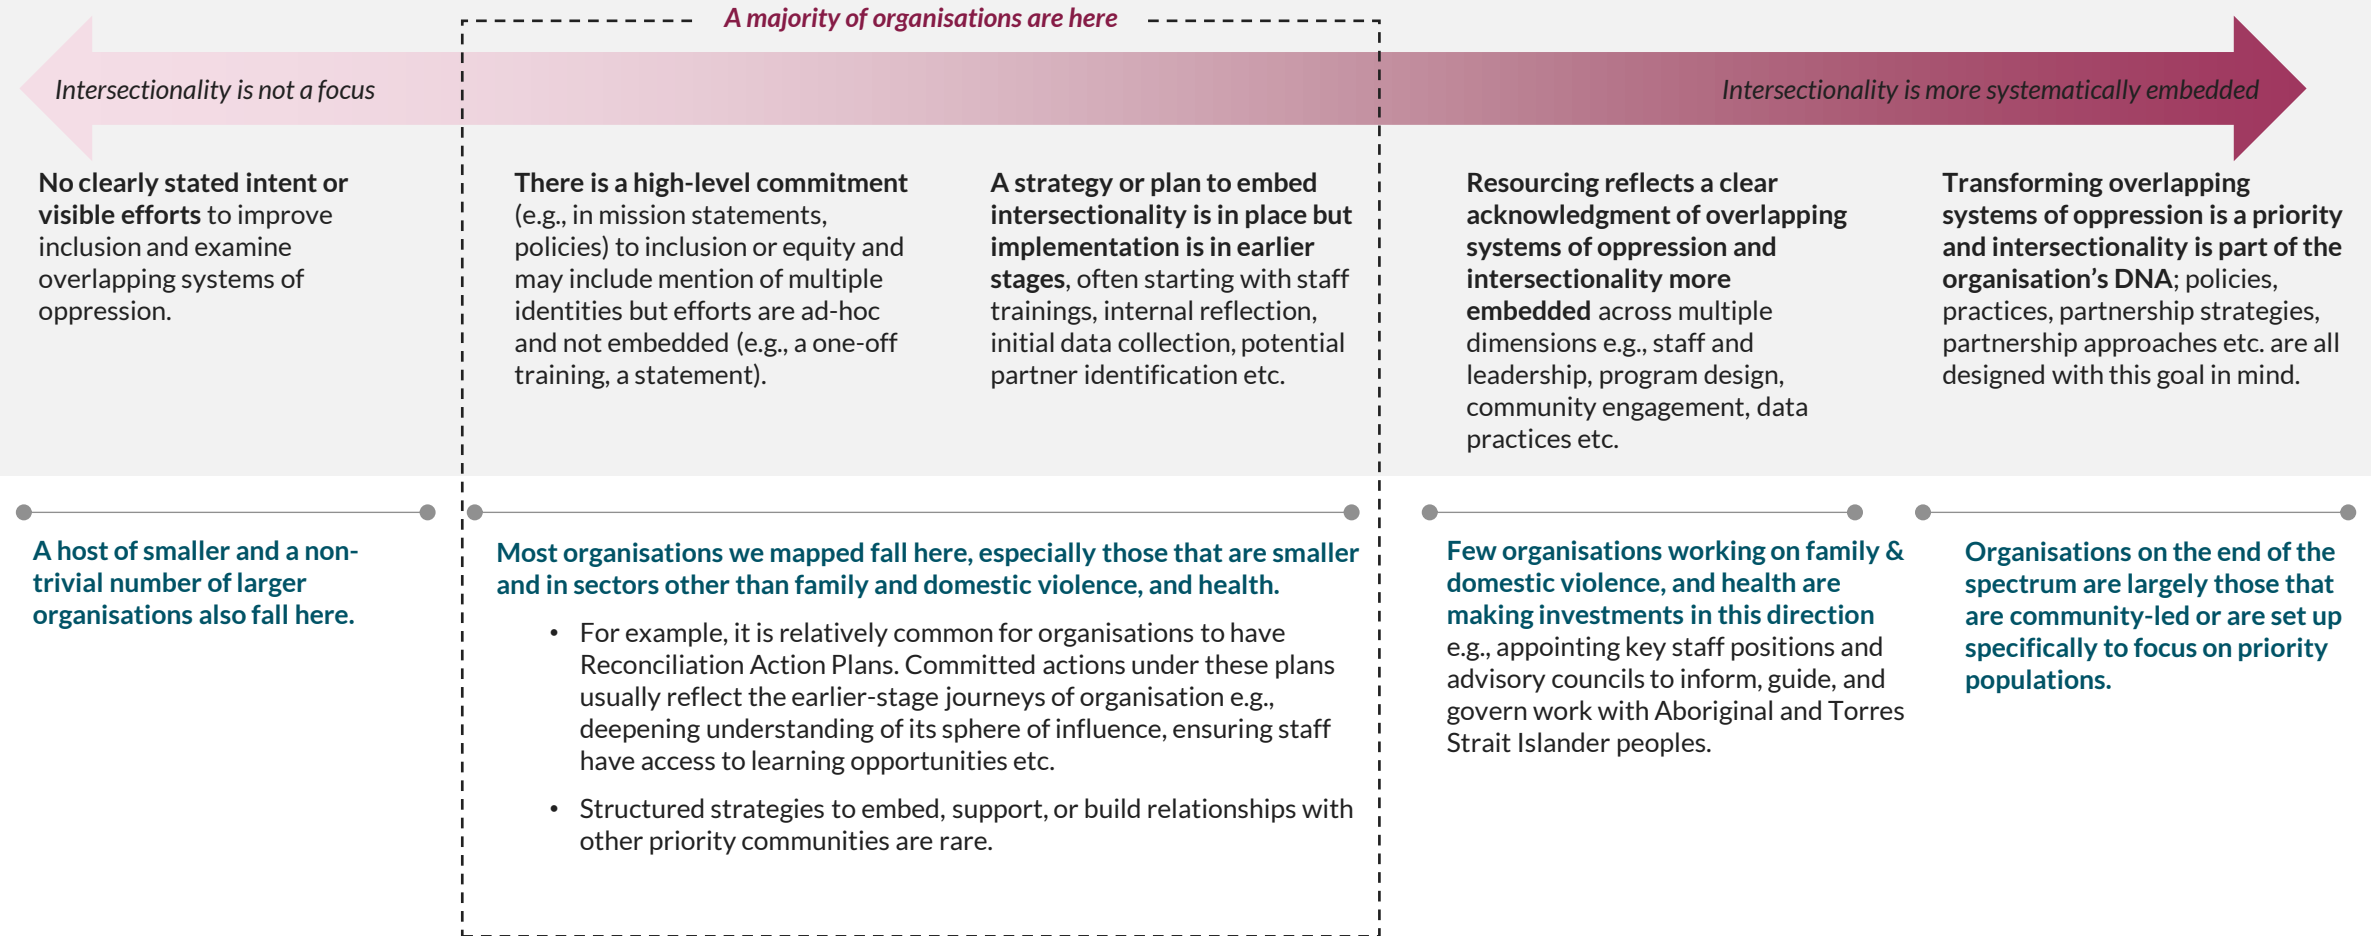 A majority of organisations are here
Intersectionality is not a focus
Intersectionality is more systematically embedded
No clearly stated intent or
visible efforts to improve
inclusion and examine
overlapping systems of
oppression.
There is a high-level commitment
(e.g., in mission statements,
policies) to inclusion or equity and
may include mention of multiple
identities but efforts are ad-hoc
and not embedded (e.g., a one-off
training, a statement).
A strategy or plan to embed
intersectionality is in place but
implementation is in earlier
stages, often starting with staff
trainings, internal reflection,
initial data collection, potential
partner identification etc.
Resourcing reflects a clear
acknowledgment of overlapping
systems of oppression and
intersectionality more
embedded across multiple
dimensions e.g., staff and
leadership, program design,
community engagement, data
practices etc.
Transforming overlapping
systems of oppression is a priority
and intersectionality is part of the
organisation’s DNA; policies,
practices, partnership strategies,
partnership approaches etc. are all
designed with this goal in mind.
A host of smaller and a non-
trivial number of larger
organisations also fall here.
Most organisations we mapped fall here, especially those that are smaller
and in sectors other than family and domestic violence, and health.
• For example, it is relatively common for organisations to have
Reconciliation Action Plans. Committed actions under these plans
usually reflect the earlier-stage journeys of organisation e.g.,
deepening understanding of its sphere of influence, ensuring staff
have access to learning opportunities etc.
• Structured strategies to embed, support, or build relationships with
other priority communities are rare.
Few organisations working on family &
domestic violence, and health are
making investments in this direction
e.g., appointing key staff positions and
advisory councils to inform, guide, and
govern work with Aboriginal and Torres
Strait Islander peoples.
Organisations on the end of the
spectrum are largely those that
are community-led or are set up
specifically to focus on priority
populations.